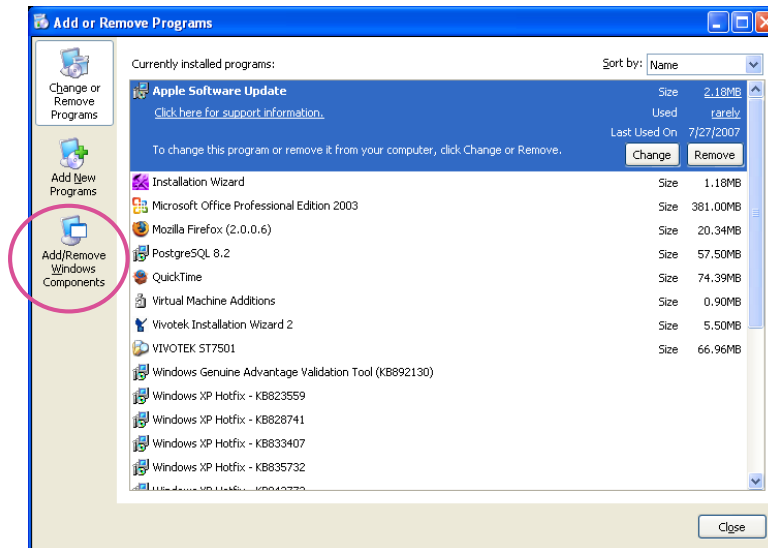 Add or Remove Programs
Change or
Remove
Programs
Add New
Programs
Add/Remove
Windows
Components
Currently installed programs:
Sort by: Name
Apple Software Update Size 2.18MB
Click here for support information. Used rarely
Last Used On 7/27/2007
To change this program or remove it from your computer, click Change or Remove. Change Remove
Installation Wizard Size 1.18MB
Microsoft Office Professional Edition 2003 Size 381.00MB
Mozilla Firefox (2.0.0.6) Size 20.34MB
PostgreSQL 8.2 Size 57.50MB
QuickTime Size 74.39MB
Virtual Machine Additions Size 0.90MB
Vivotek Installation Wizard 2 Size 5.50MB
VIVOTEK ST7501 Size 66.96MB
Windows Genuine Advantage Validation Tool (KB892130)
Windows XP Hotfix - KB823559
Windows XP Hotfix - KB828741
Windows XP Hotfix - KB833407
Windows XP Hotfix - KB835732
Windows XP Hotfix
Close